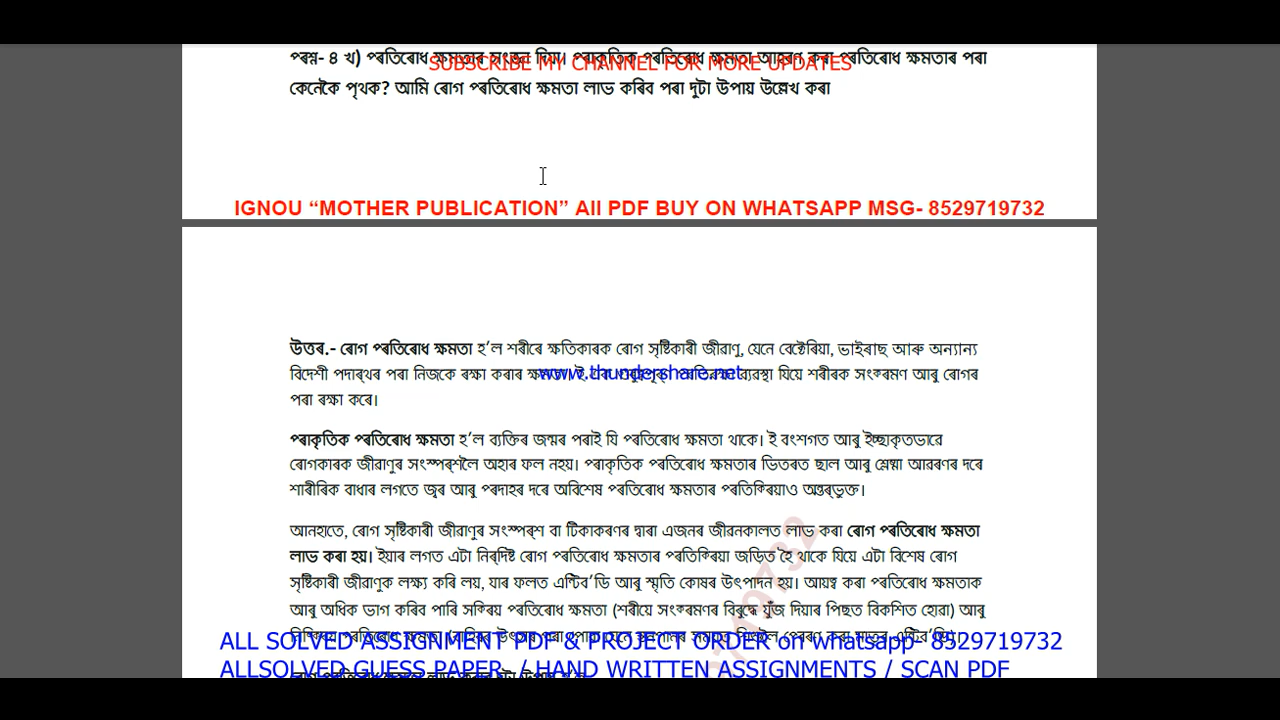 পৰশ্ন- ৪ খ) পৰতিৰোধ ক্ষমতাৰ সংজ্ঞা দিয়া। পৰাকৃতিক পৰতিৰোধ ক্ষমতা আহৰণ কৰা পৰতিৰোধ ক্ষমতাৰ পৰা
SUBSCRIBE MY CHANNEL FOR MORE UPDATES
কেনেকৈ পৃথক? আমি ৰোগ পৰতিৰোধ ক্ষমতা লাভ কৰিব পৰা দুটা উপায় উল্লেখ কৰা
IGNOU “MOTHER PUBLICATION” All PDF BUY ON WHATSAPP MSG- 8529719732
উত্তৰ.- ৰোগ পৰতিৰোধ ক্ষমতা হ'ল শৰীৰে ক্ষতিকাৰক ৰোগ সৃষ্টিকাৰী জীৱাণু, যেনে বেক্টেৰিয়া, ভাইৰাছ আৰু অন্যান্য
বিদেশী পদাৰ্থৰ পৰা নিজকে ৰক্ষা কৰাৰ ব্যৱস্থা যিয়ে শৰীৰক সংক্ৰমণ আৰু ৰোগৰ
www.thundershare.net
পৰা ৰক্ষা কৰে।
পৰাকৃতিক পৰতিৰোধ ক্ষমতা হ'ল ব্যক্তিৰ জন্মৰ পৰাই যি পৰতিৰোধ ক্ষমতা থাকে। ই বংশগত আৰু ইচ্ছাকৃতভাৱে
ৰোগকাৰক জীৱাণুৰ সংস্পৰ্শলৈ অহাৰ ফল নহয়। পৰাকৃতিক পৰতিৰোধ ক্ষমতাৰ ভিতৰত ছাল আৰু শ্লেষ্মা আৱৰণৰ দৰে
শাৰীৰিক বাধাৰ লগতে জ্বৰ আৰু পৰদাহৰ দৰে অবিশেষ পৰতিৰোধ ক্ষমতাৰ পৰতিক্ৰিয়াও অন্তৰ্ভুক্ত।
আনহাতে, ৰোগ সৃষ্টিকাৰী জীৱাণুৰ সংস্পৰ্শ বা টিকাকৰণৰ দ্বাৰা এজনৰ জীৱনকালত লাভ কৰা ৰোগ পৰতিৰোধ ক্ষমতা
লাভ কৰা হয়। ইয়াৰ লগত এটা নিৰ্দিষ্ট ৰোগ পৰতিৰোধ ক্ষমতাৰ পৰতিক্ৰিয়া জড়িত হৈ থাকে যিয়ে এটা বিশেষ ৰোগ
সৃষ্টিকাৰী জীৱাণুক লক্ষ্য কৰি লয়, যাৰ ফলত এণ্টিব'ডি আৰু স্মৃতি কোষৰ উৎপাদন হয়। আয়ত্ব কৰা পৰতিৰোধ ক্ষমতাক
আৰু অধিক ভাগ কৰিব পাৰি সক্ৰিয় পৰতিৰোধ ক্ষমতা (শৰীয়ে সংক্ৰমণৰ বিৰুদ্ধে যুঁজ দিয়াৰ পিছত বিকশিত হোৱা) আৰু
ALL SOLVED ASSIGNMENT PDF & PROJECT ORDER on whatsapp- 8529719732
ALLSOLVED GUESS PAPER / HAND WRITTEN ASSIGNMENTS / SCAN PDF